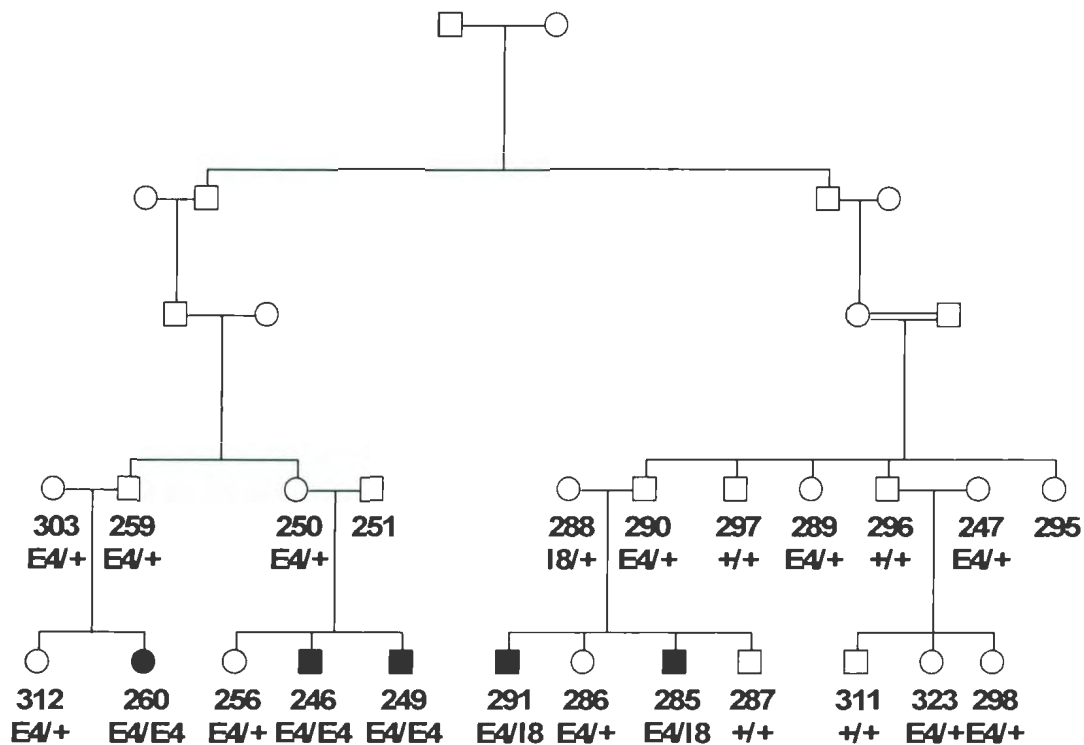 303 259 250 251 288 290 297 289 296 247 295
E4/+ E4/+ E4/+ I8/+ E4/+ +/+ E4/+ +/+ E4/+
312 260 256 246 249 291 286 285 287 311 323 298
E4/+ E4/E4 E4/+ E4/E4 E4/E4 E4/I8 E4/+ E4/I8 +/+ +/+ E4/+ E4/+